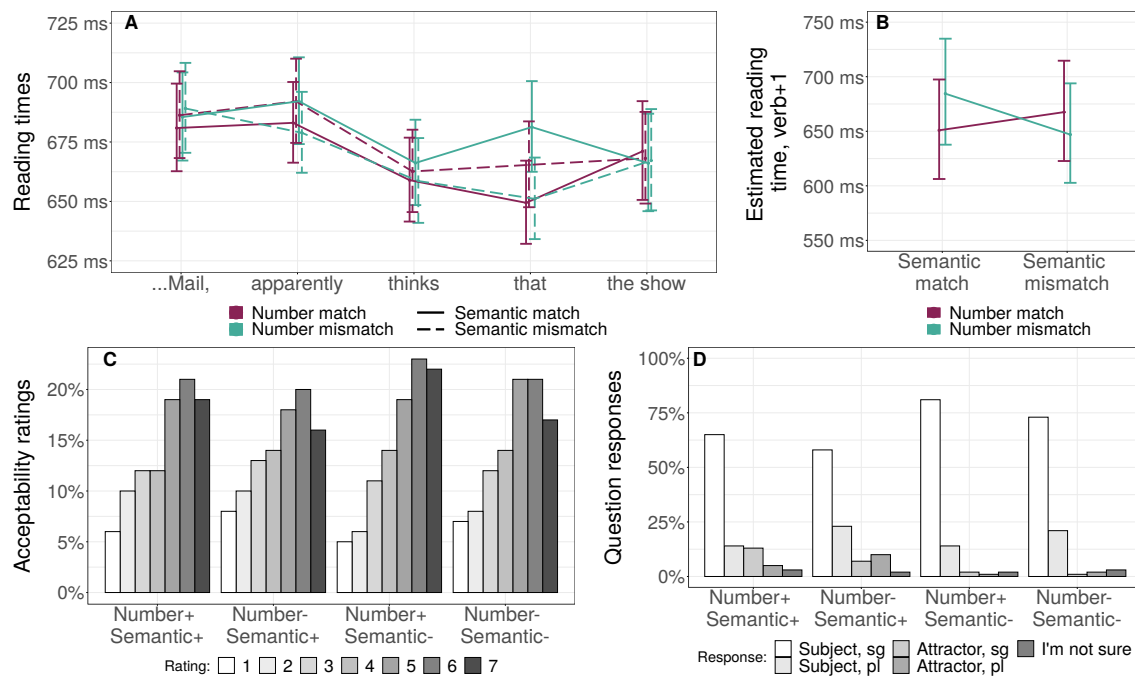 A
Reading times
725 ms
700 ms
675 ms
650 ms
625 ms
...Mail,
apparently
thinks
that
the show
Number match
Number mismatch
Semantic match
Semantic mismatch
B
Estimated reading
time, verb+1
750 ms
700 ms
650 ms
600 ms
550 ms
Semantic
match
Semantic
mismatch
Number match
Number mismatch
C
Acceptability ratings
20%
15%
10%
5%
0%
Number+
Semantic+
Number-
Semantic+
Number+
Semantic-
Number-
Semantic-
Rating: 1 2 3 4 5 6 7
D
Question responses
100%
75%
50%
25%
0%
Number+
Semantic+
Number-
Semantic+
Number+
Semantic-
Number-
Semantic-
Response:
Subject, sg
Subject, pl
Attractor, sg
Attractor, pl
I'm not sure